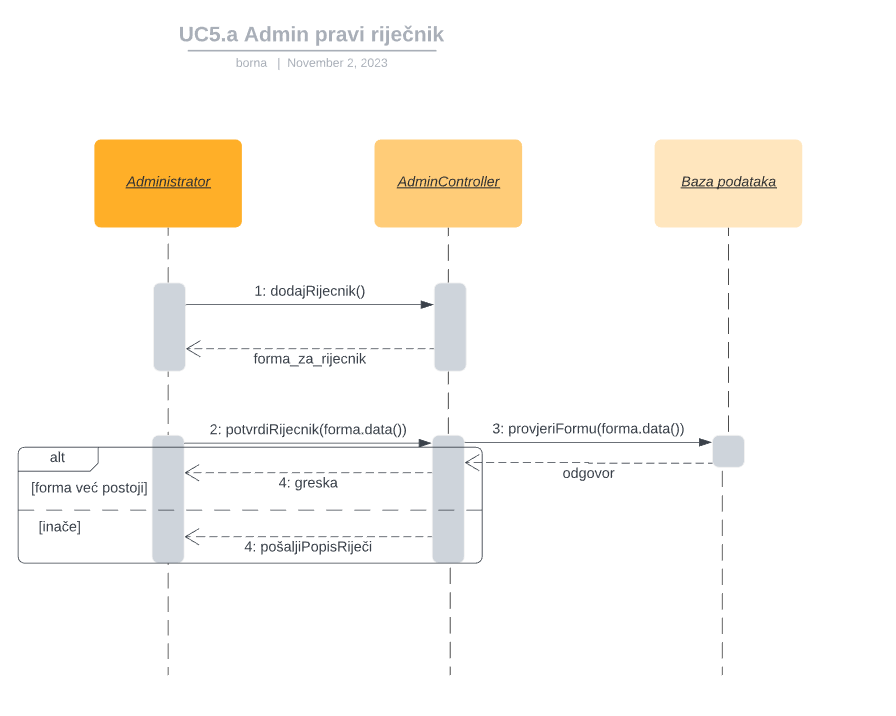 UC5.a Admin pravi riječnik
borna | November 2, 2023
Administrator
AdminController
Baza podataka
1: dodajRijecnik()
forma_za_rijecnik
2: potvrdiRijecnik(forma.data())
3: provjeriFormu(forma.data())
alt
odgovor
4: greska
[forma već postoji]
[inače]
4: pošaljiPopisRiječi